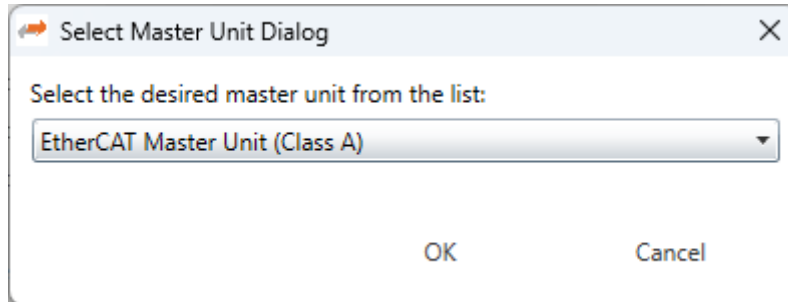 Select Master Unit Dialog
Select the desired master unit from the list:
EtherCAT Master Unit (Class A)
OK Cancel